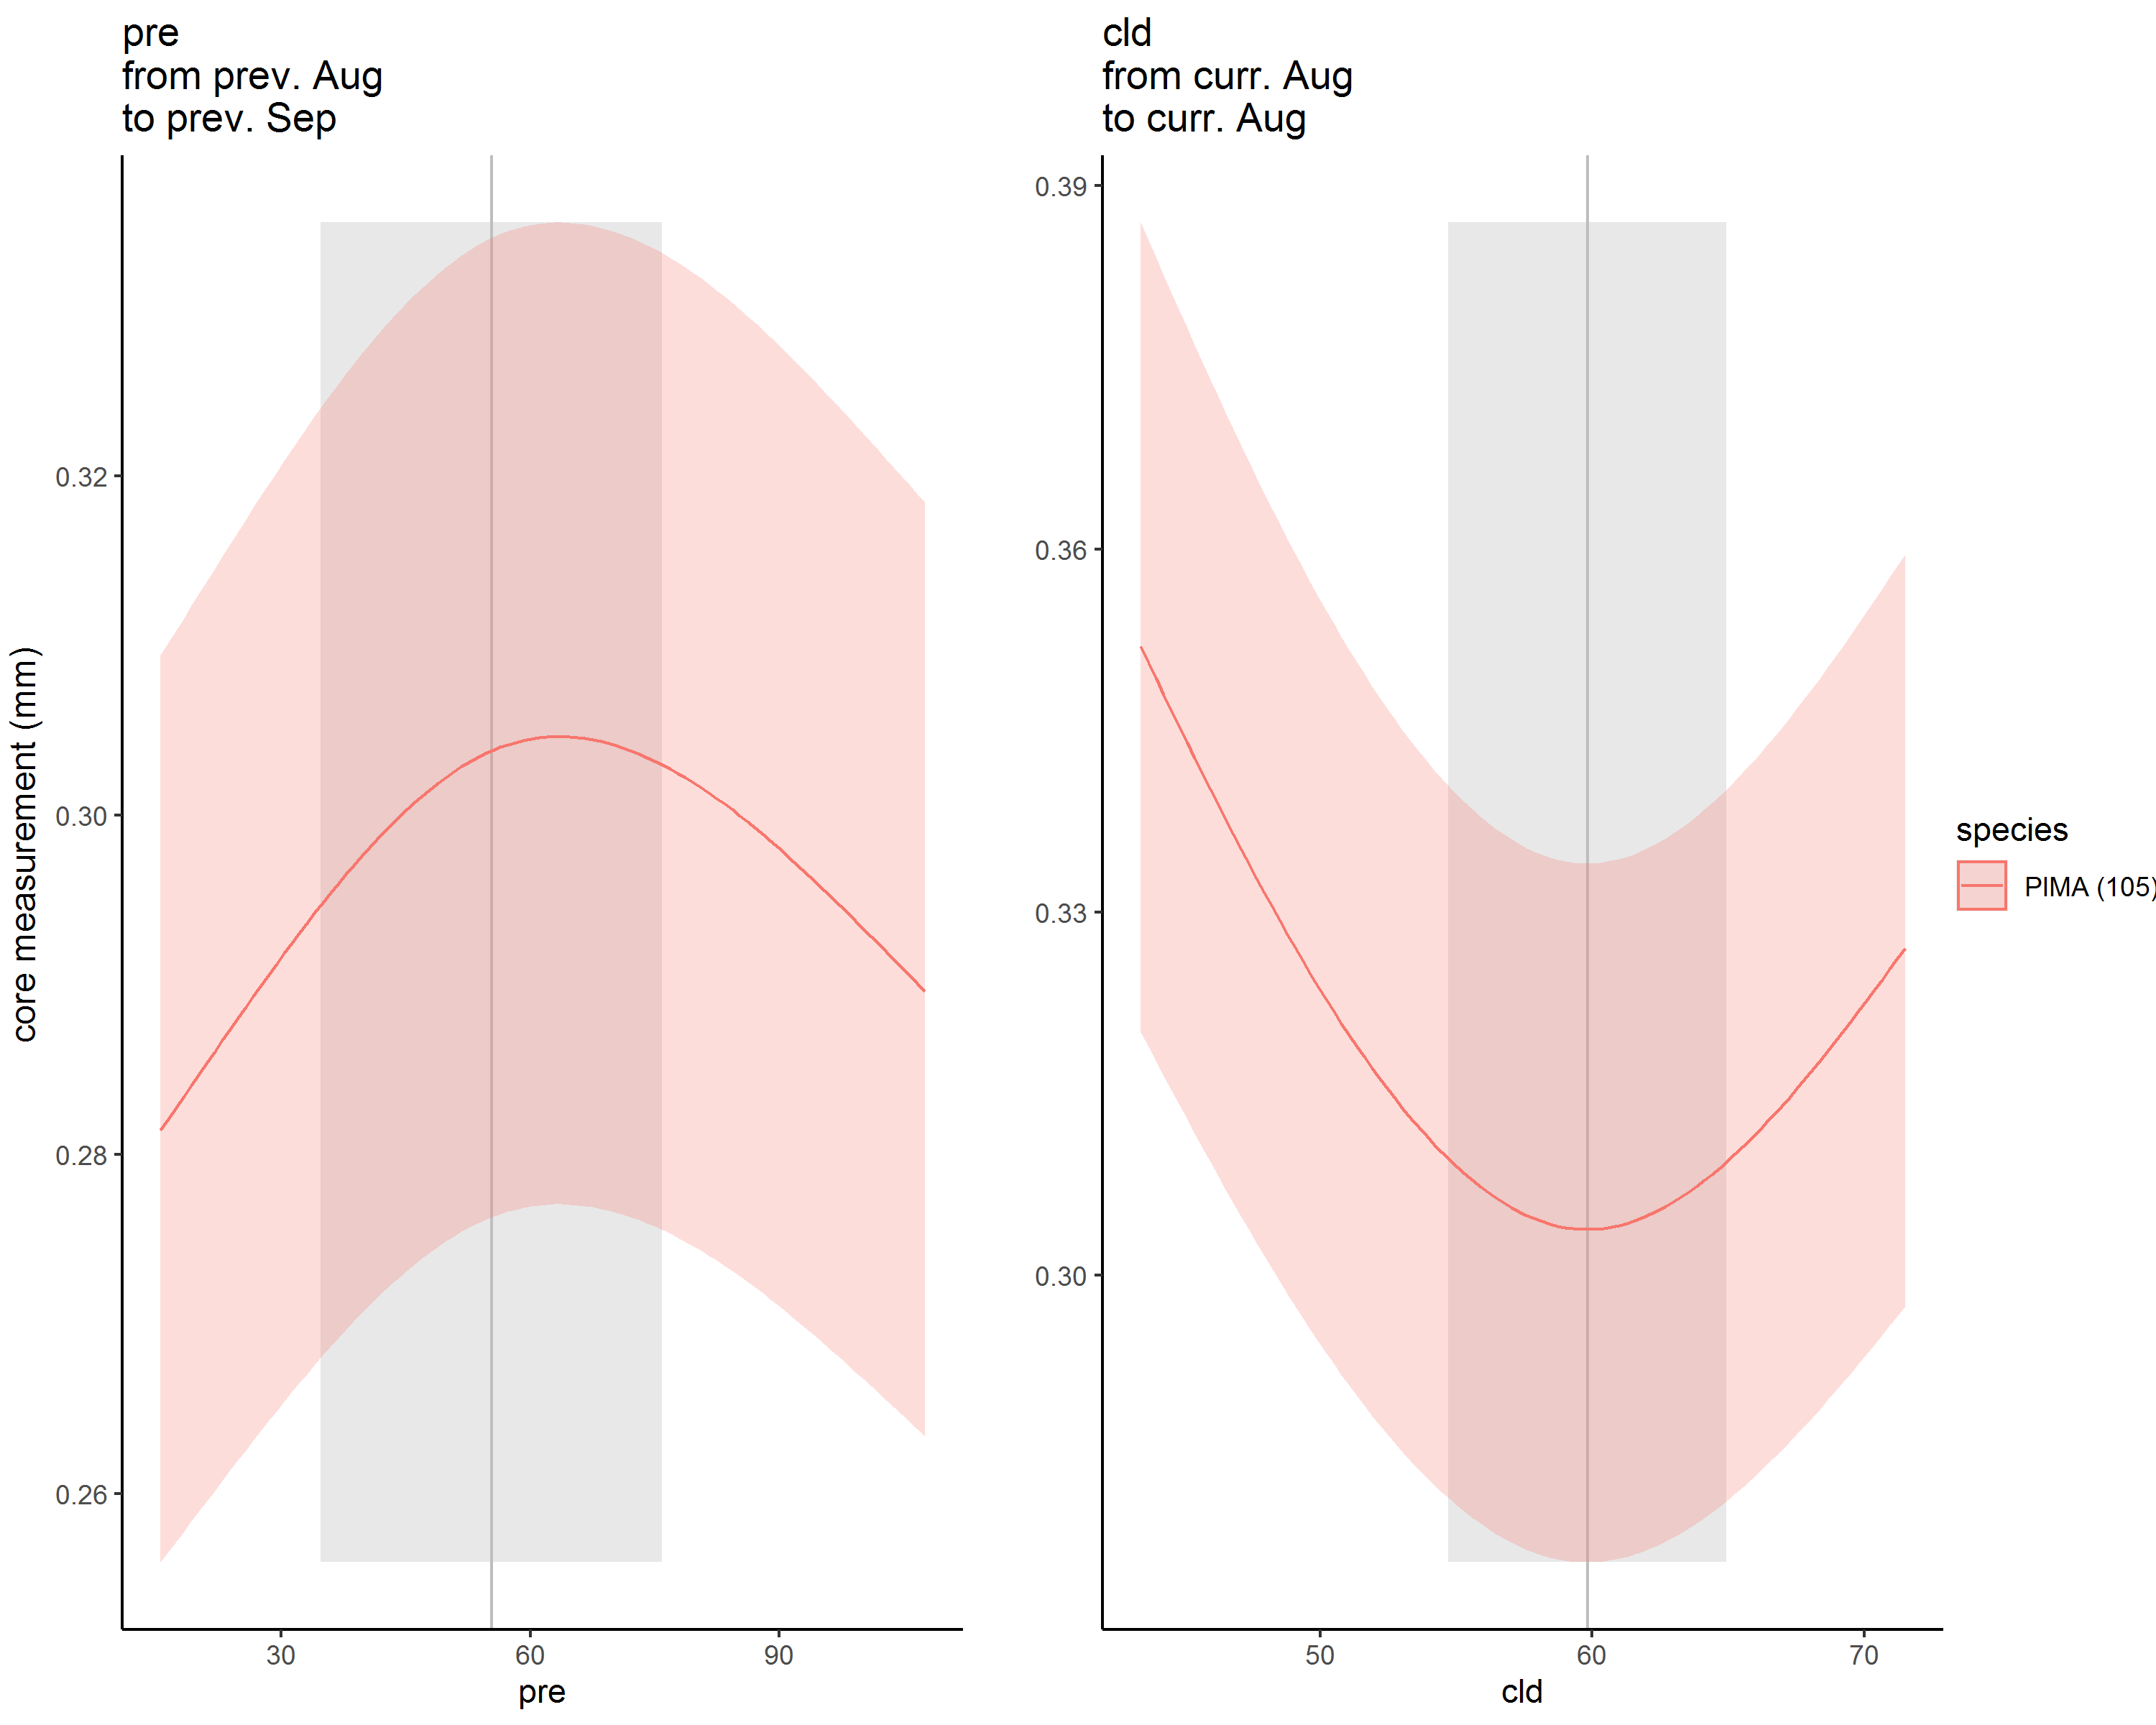 pre
from prev. Aug
to prev. Sep
cld
from curr. Aug
to curr. Aug
core measurement (mm)
0.32
0.30
0.28
0.26
30
60
90
pre
0.39
0.36
0.33
0.30
50
60
70
cld
species
PIMA (105)